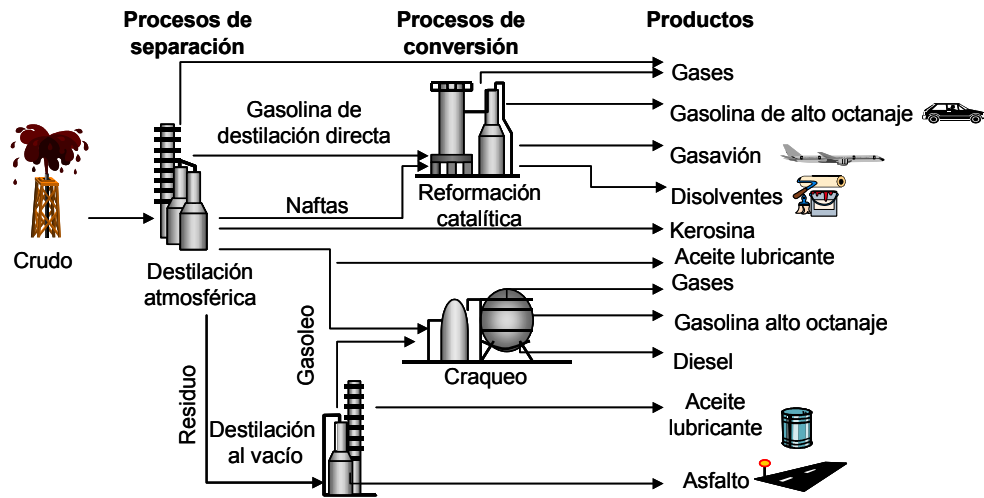 Procesos de
separación
Procesos de
conversión
Productos
Gases
Gasolina de
destilación directa
Gasolina de alto octanaje
Gasavión
Reformación
catalítica
Disolventes
Naftas
Kerosina
Crudo
Destilación
atmosférica
Aceite lubricante
Gases
Gasolina alto octanaje
Gasoleo
Craqueo
Diesel
Residuo
Destilación
al vacío
Aceite
lubricante
Asfalto